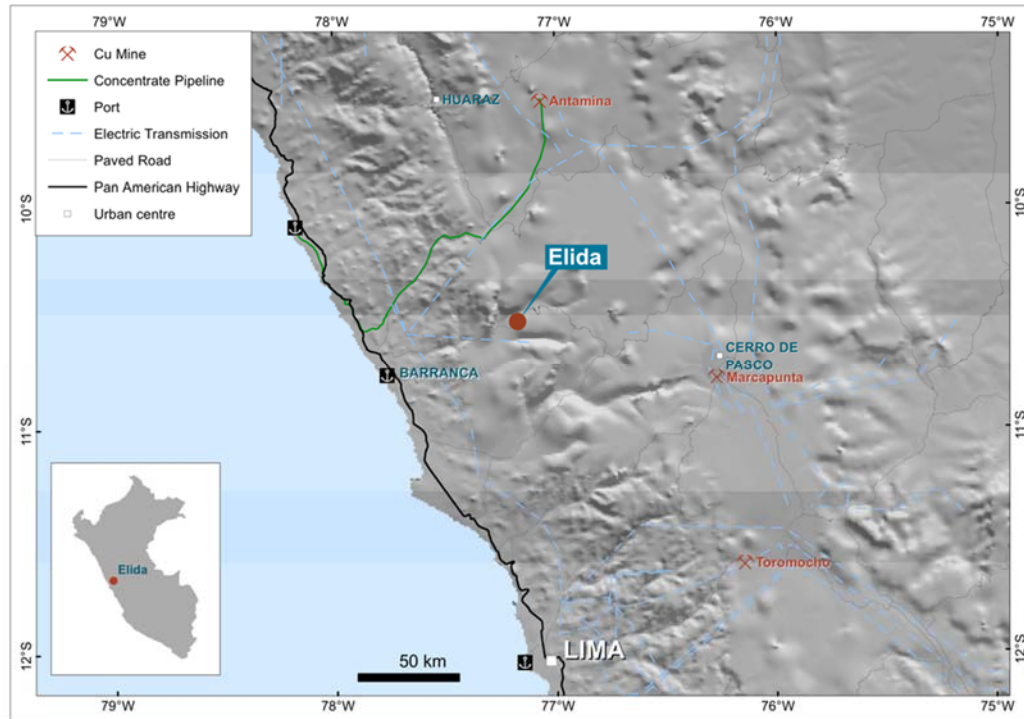 79°W
78°W
77°W
76°W
75°W
Cu Mine
Concentrate Pipeline
Port
Electric Transmission
Paved Road
Pan American Highway
Urban centre
HUARAZ
Antamina
10°S
10°S
Elida
CERRO DE
PASCO
Marcapunta
BARRANCA
11°S
11°S
Elida
Toromocho
LIMA
50 km
12°S
12°S
79°W
78°W
77°W
76°W
75°W